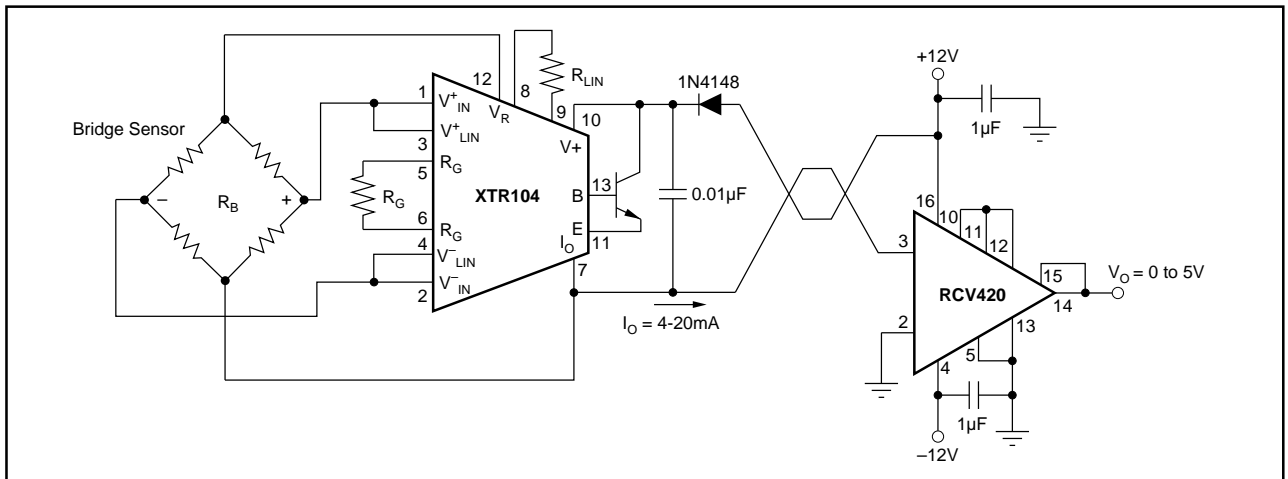 Bridge Sensor
R_B
−
+
1
V⁺_IN
V⁺_LIN
3
5
R_G
R_G
6
R_G
4
V⁻_LIN
V⁻_IN
2
12
V_R
8
R_LIN
9
10
V+
XTR104
13
B
E
11
I_O
7
0.01µF
1N4148
I_O = 4-20mA
+12V
1µF
16
10
11
12
3
15
RCV420
14
V_O = 0 to 5V
2
13
5
4
1µF
–12V